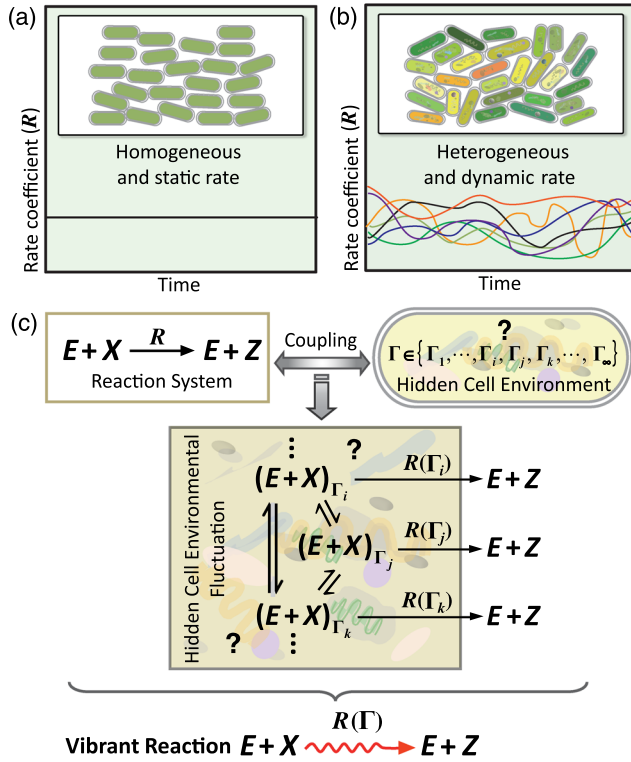 (a)
Rate coefficient (R)
Homogeneous
and static rate
Time
(b)
Rate coefficient (R)
Heterogeneous
and dynamic rate
Time
(c)
E + X R→ E + Z
Reaction System
Coupling
?
Γ ∈ {Γ₁, ⋯, Γᵢ, Γⱼ, Γₖ, ⋯, Γ∞}
Hidden Cell Environment
Hidden Cell Environmental
Fluctuation
⋮ ?
(E + X)Γᵢ R(Γᵢ)→ E + Z
(E + X)Γⱼ R(Γⱼ)→ E + Z
(E + X)Γₖ R(Γₖ)→ E + Z
? ⋮
R(Γ)
Vibrant Reaction E + X → E + Z